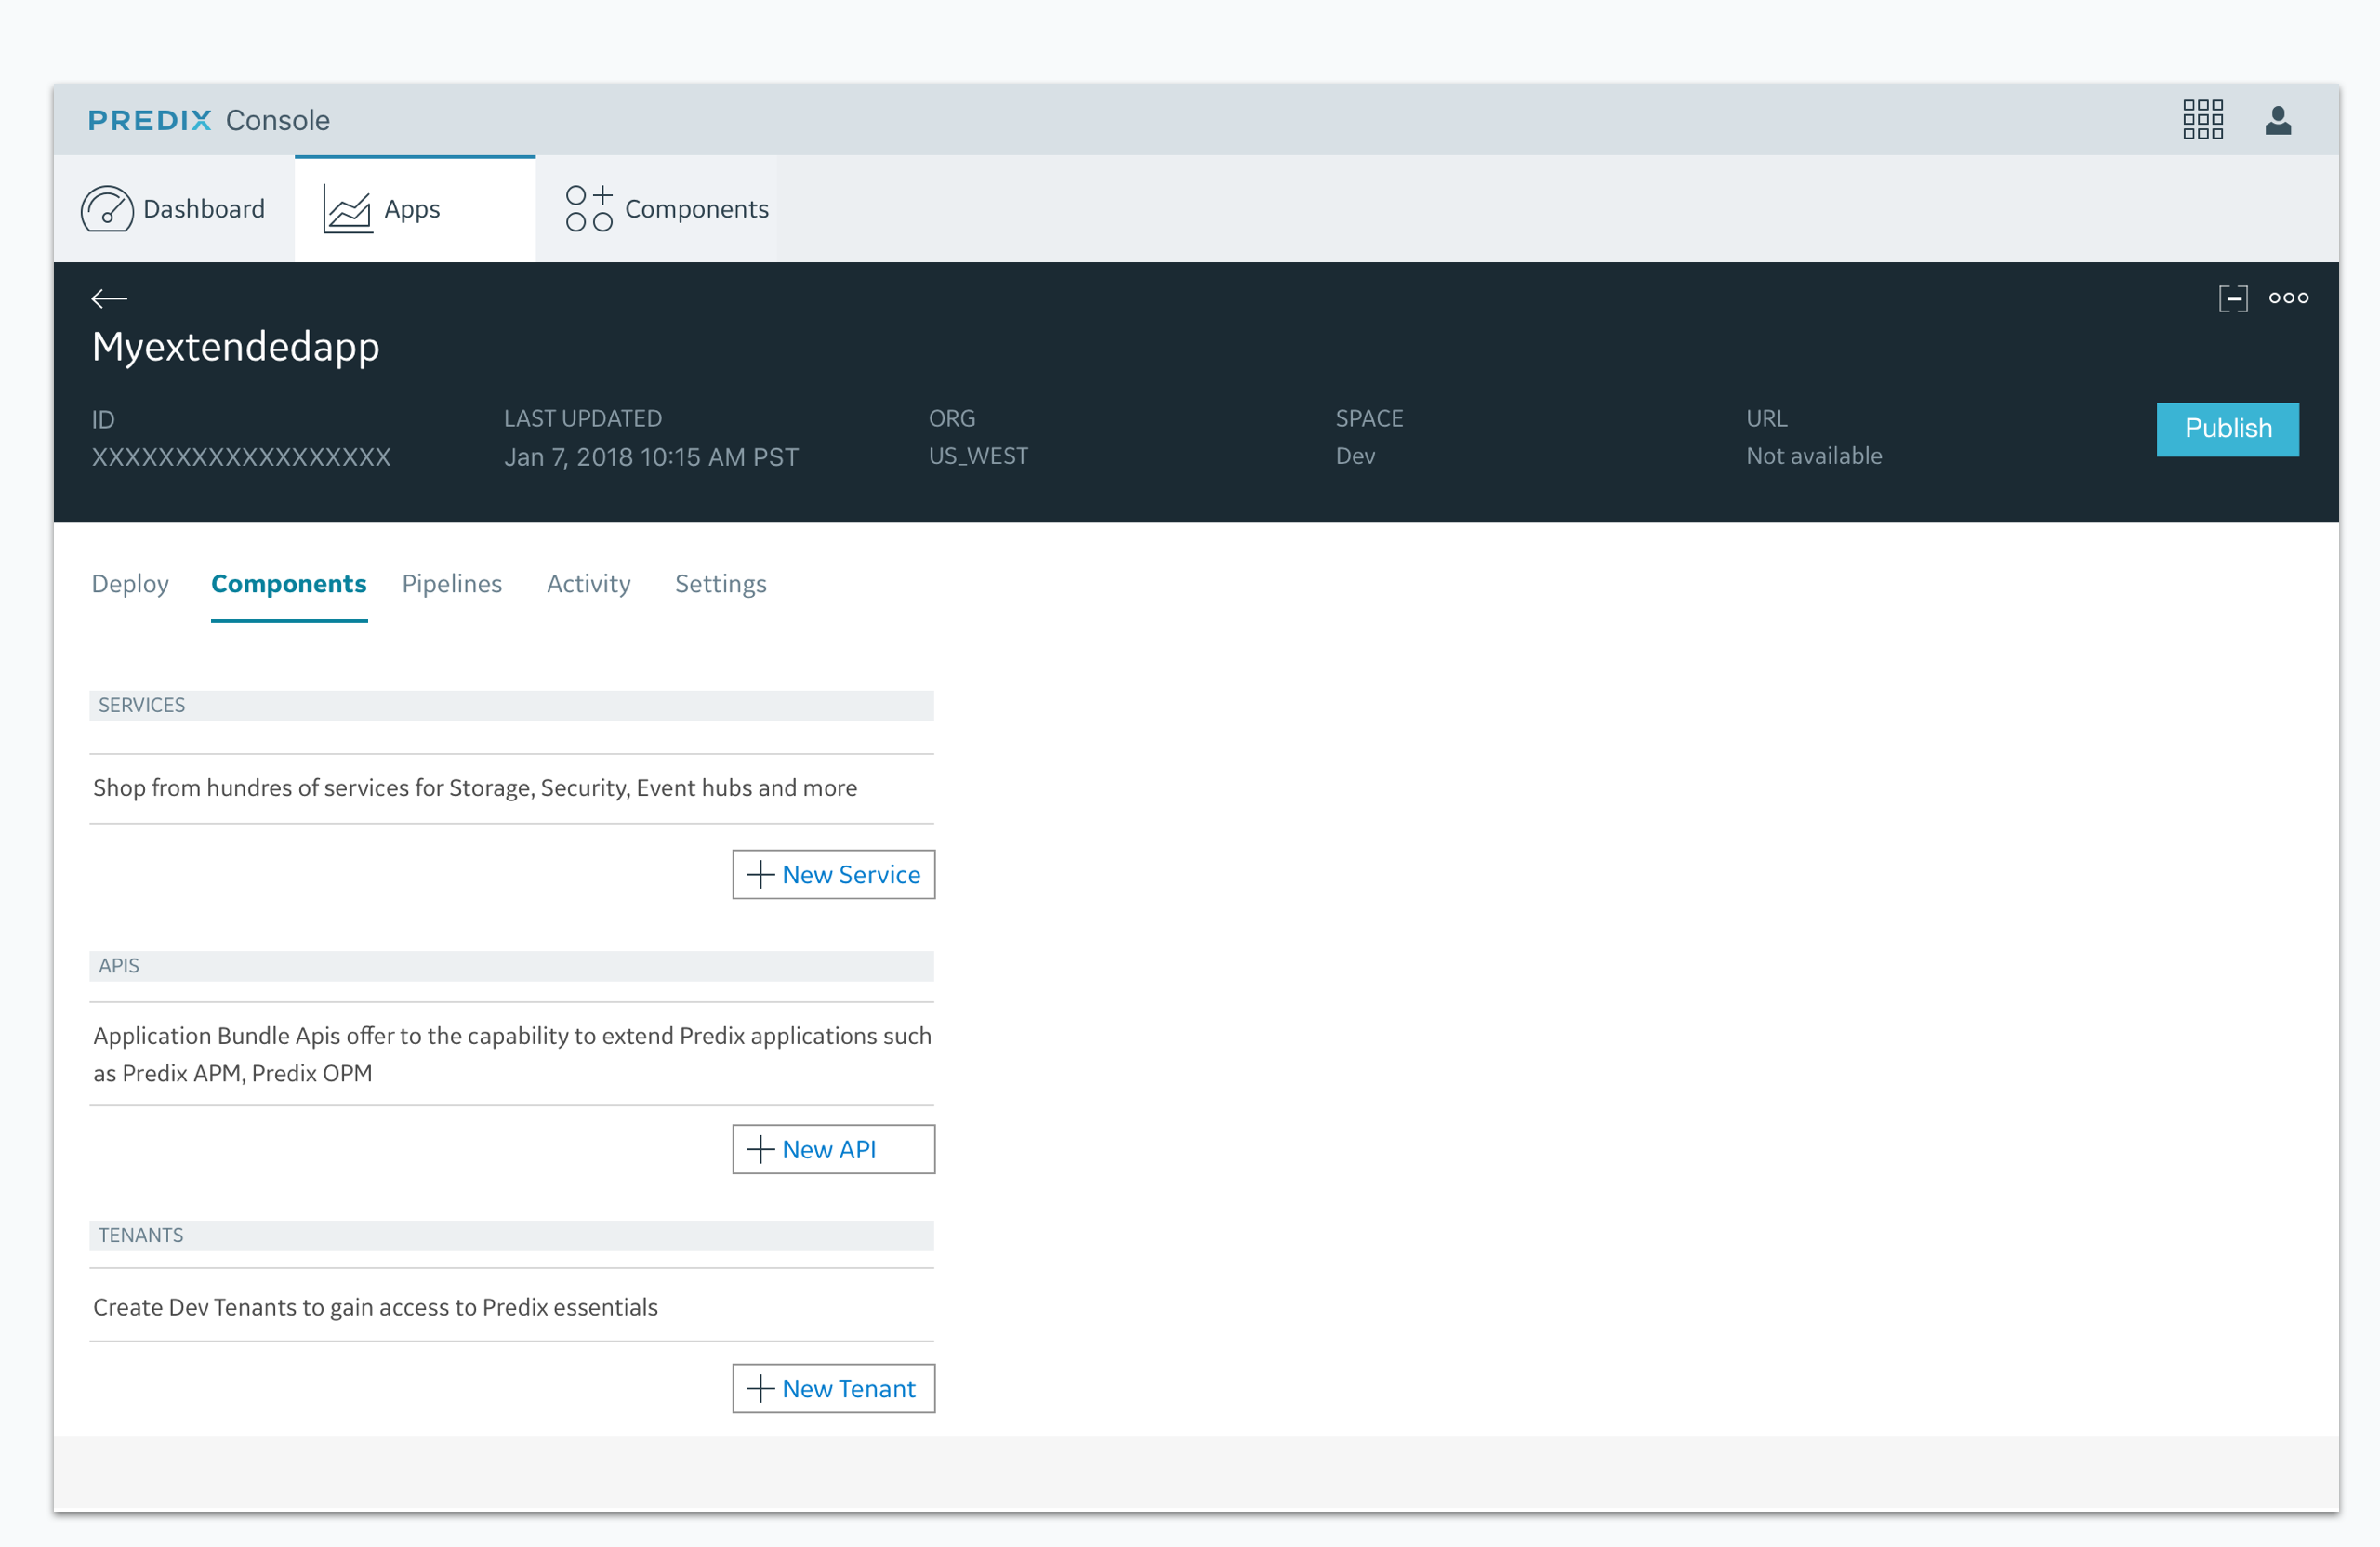 PREDIX Console
Dashboard
Apps
Components
Myextendedapp
ID
XXXXXXXXXXXXXXXXXX
LAST UPDATED
Jan 7, 2018 10:15 AM PST
ORG
US_WEST
SPACE
Dev
URL
Not available
Publish
Deploy
Components
Pipelines
Activity
Settings
SERVICES
Shop from hundres of services for Storage, Security, Event hubs and more
New Service
APIS
Application Bundle Apis offer to the capability to extend Predix applications such
as Predix APM, Predix OPM
New API
TENANTS
Create Dev Tenants to gain access to Predix essentials
New Tenant